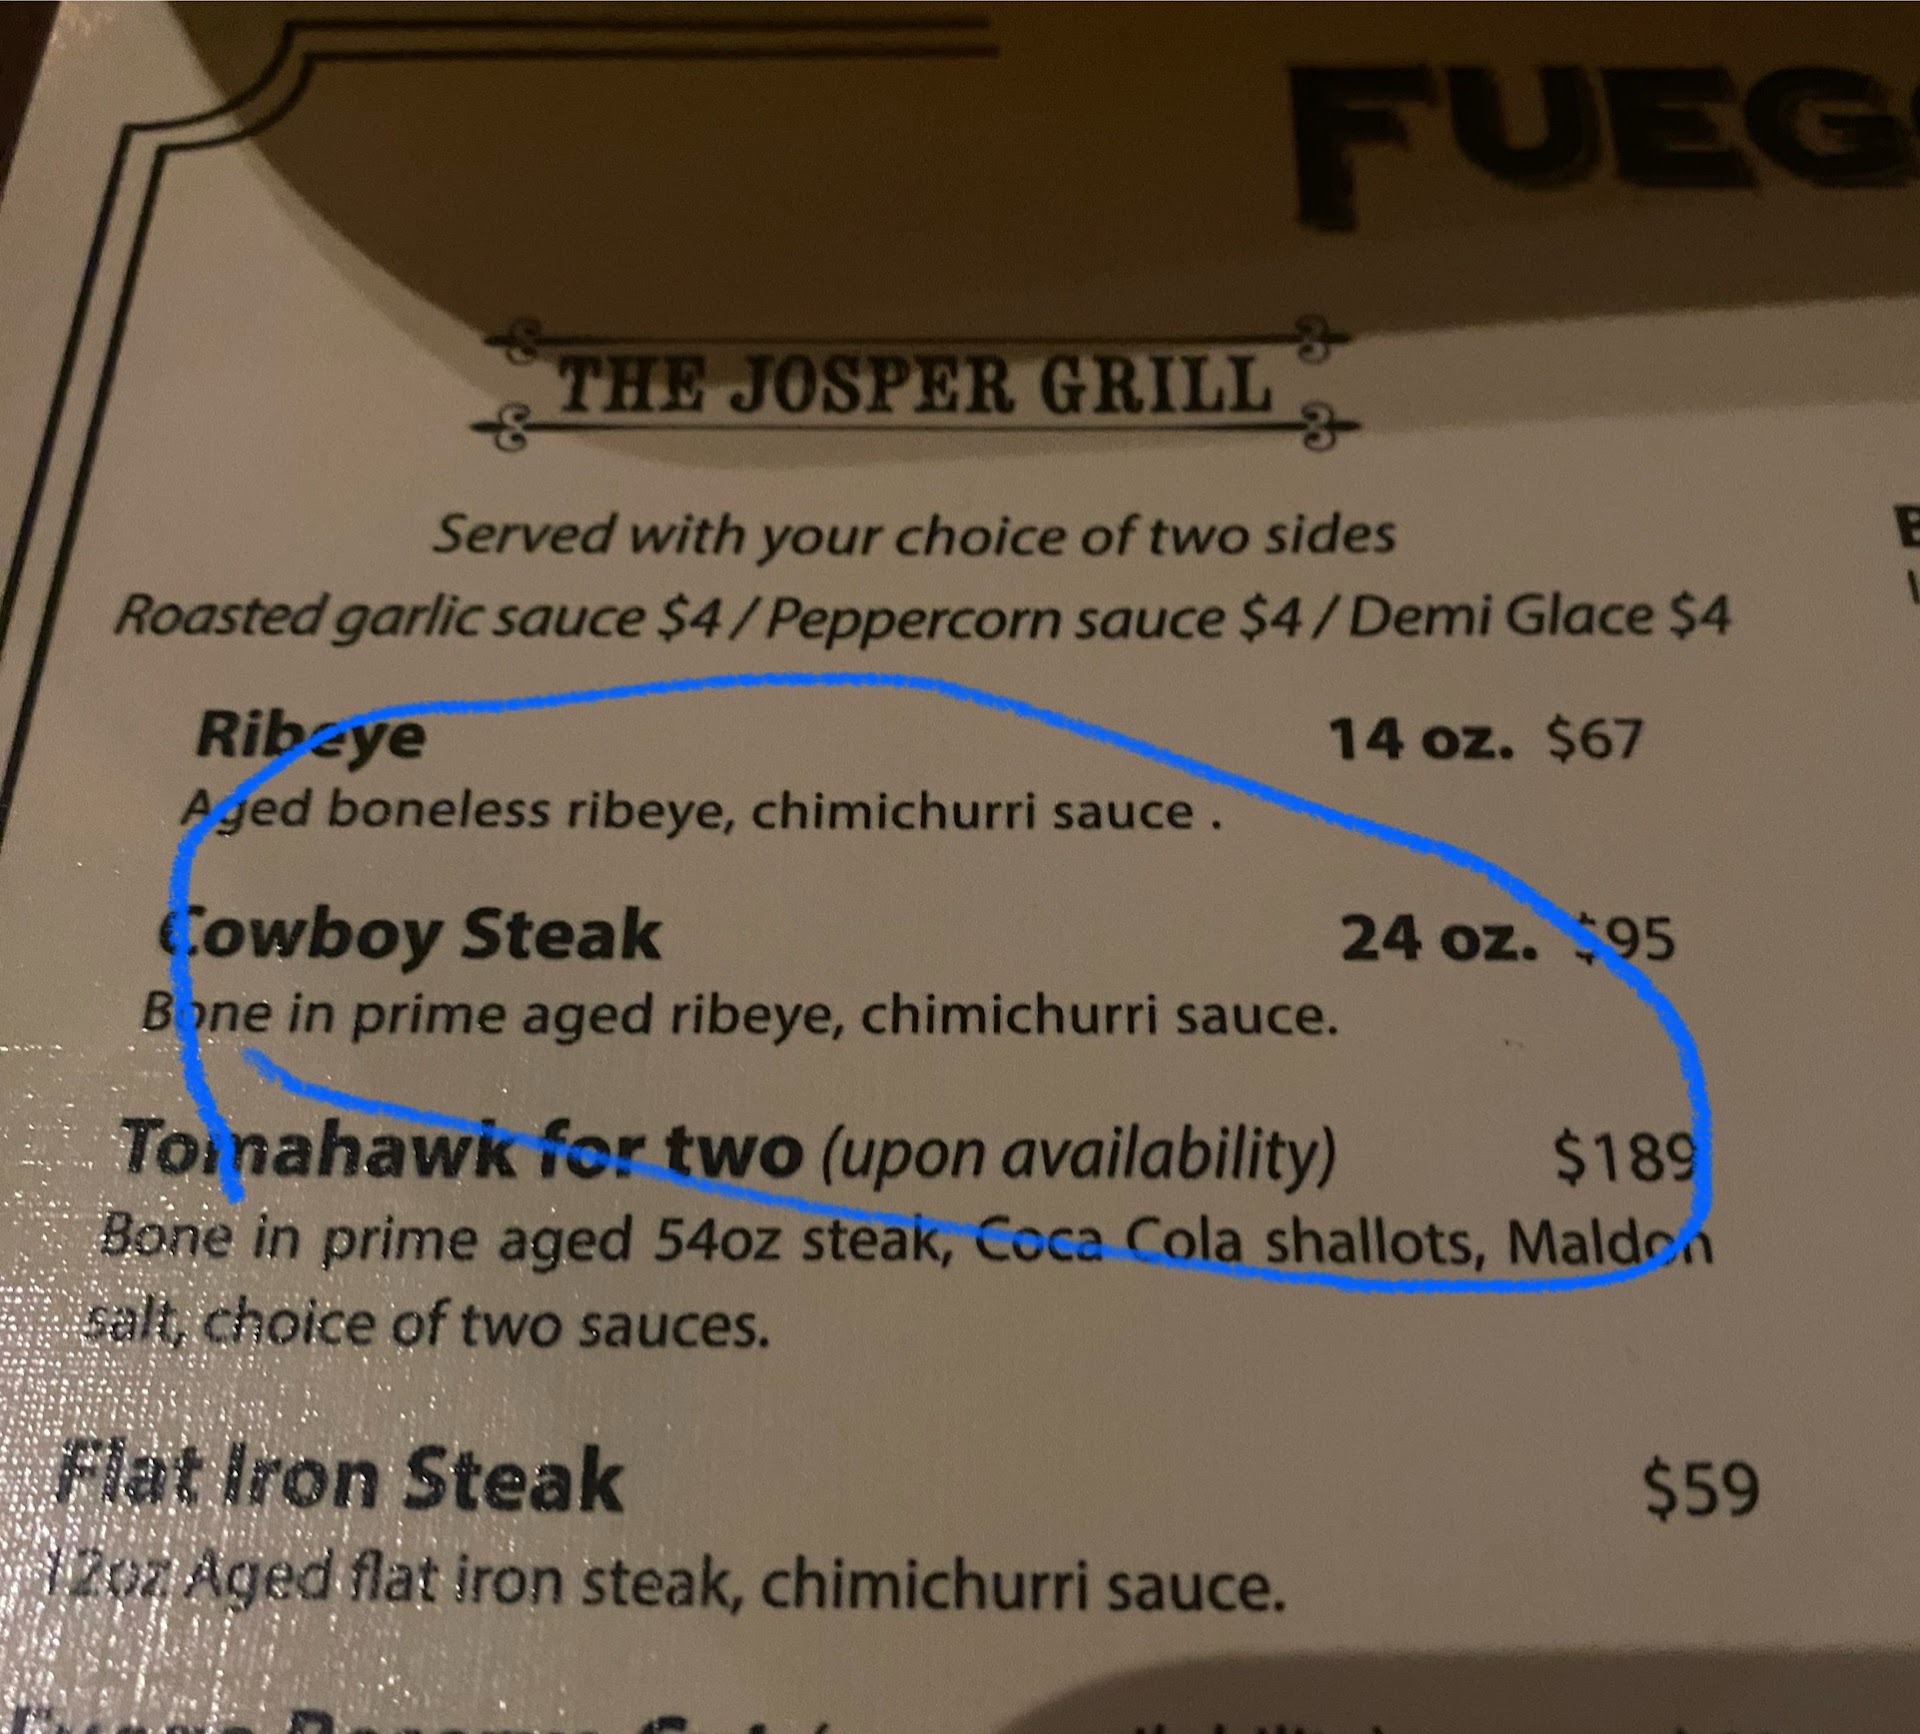 THE JOSPER GRILL
Served with your choice of two sides
Roasted garlic sauce $4 / Peppercorn sauce $4 / Demi Glace $4
Ribeye 14 oz. $67
Aged boneless ribeye, chimichurri sauce .
Cowboy Steak 24 oz. $95
Bone in prime aged ribeye, chimichurri sauce.
Tomahawk for two (upon availability) $189
Bone in prime aged 54oz steak, Coca Cola shallots, Maldon
salt, choice of two sauces.
Flat Iron Steak $59
12oz Aged flat iron steak, chimichurri sauce.